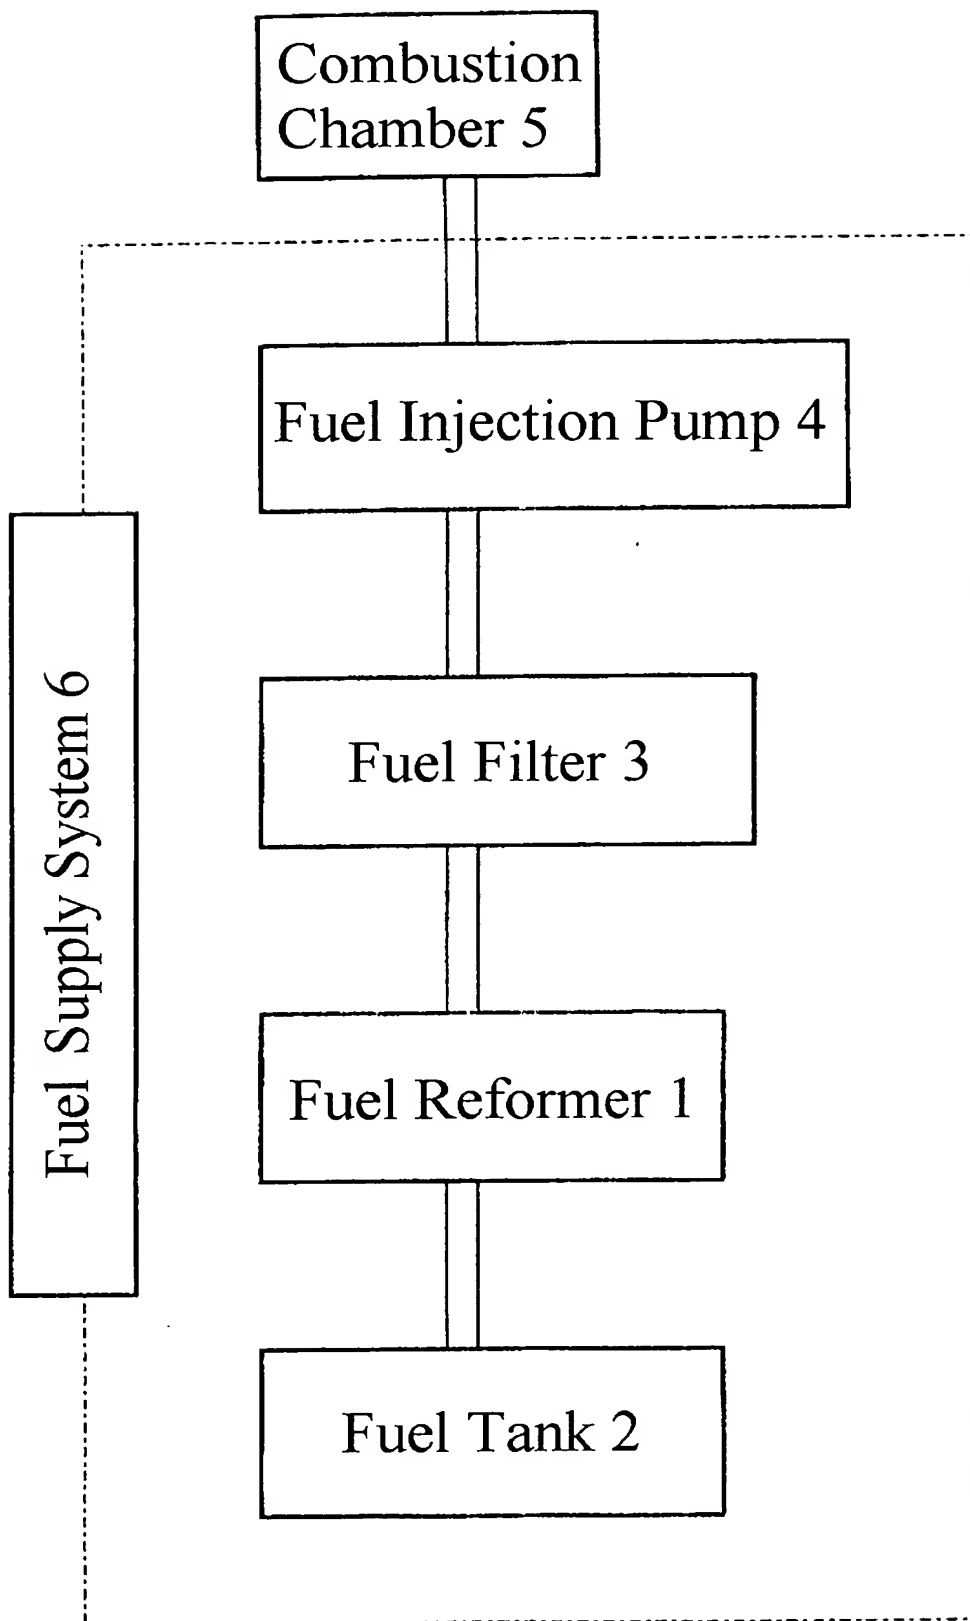 Combustion
Chamber 5
Fuel Injection Pump 4
Fuel Supply System 6
Fuel Filter 3
Fuel Reformer 1
Fuel Tank 2